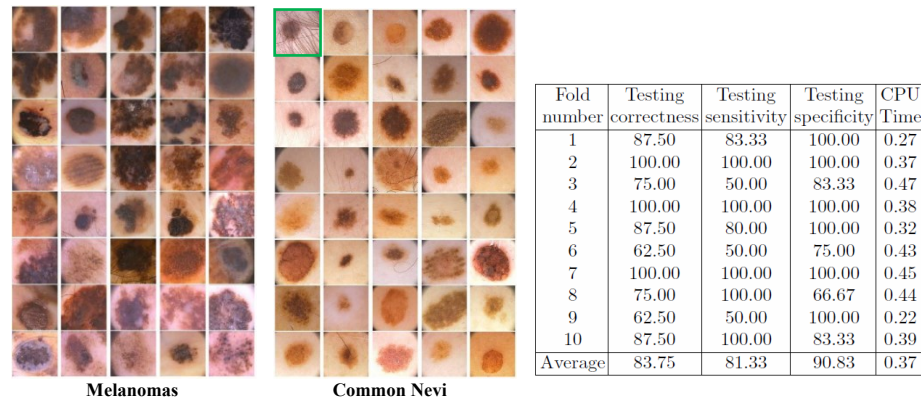 Melanomas
Common Nevi
Fold number Testing correctness Testing sensitivity Testing specificity CPU Time
1 87.50 83.33 100.00 0.27
2 100.00 100.00 100.00 0.37
3 75.00 50.00 83.33 0.47
4 100.00 100.00 100.00 0.38
5 87.50 80.00 100.00 0.32
6 62.50 50.00 75.00 0.43
7 100.00 100.00 100.00 0.45
8 75.00 100.00 66.67 0.44
9 62.50 50.00 100.00 0.22
10 87.50 100.00 83.33 0.39
Average 83.75 81.33 90.83 0.37